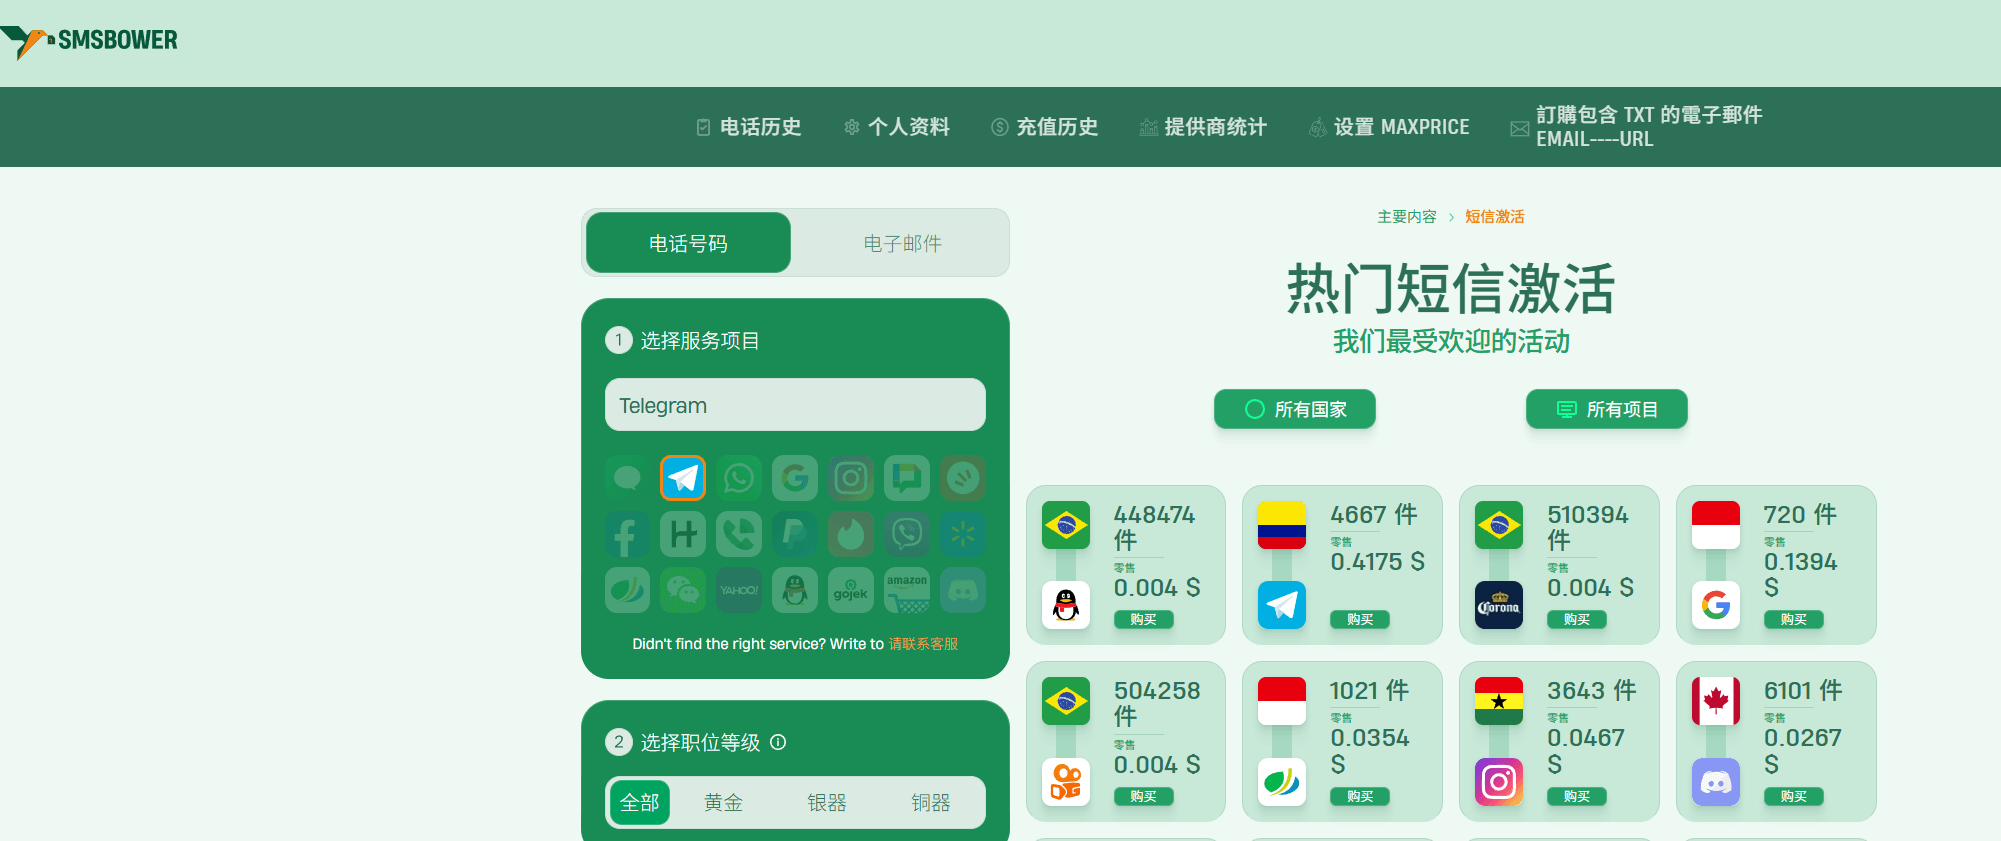 SMSBOWER
电话历史
个人资料
充值历史
提供商统计
设置 MAXPRICE
訂購包含 TXT 的電子郵件
EMAIL----URL
电话号码
电子邮件
1 选择服务项目
Telegram
YAHOO!
gojek
amazon
Didn't find the right service? Write to 请联系客服
2 选择职位等级
全部
黄金
银器
铜器
主要内容 › 短信激活
热门短信激活
我们最受欢迎的活动
所有国家
所有项目
448474
件
零售
0.004 $
购买
4667 件
零售
0.4175 $
购买
Corona
510394
件
零售
0.004 $
购买
720 件
零售
0.1394
$
购买
504258
件
零售
0.004 $
购买
1021 件
零售
0.0354
$
购买
3643 件
零售
0.0467
$
购买
6101 件
零售
0.0267
$
购买